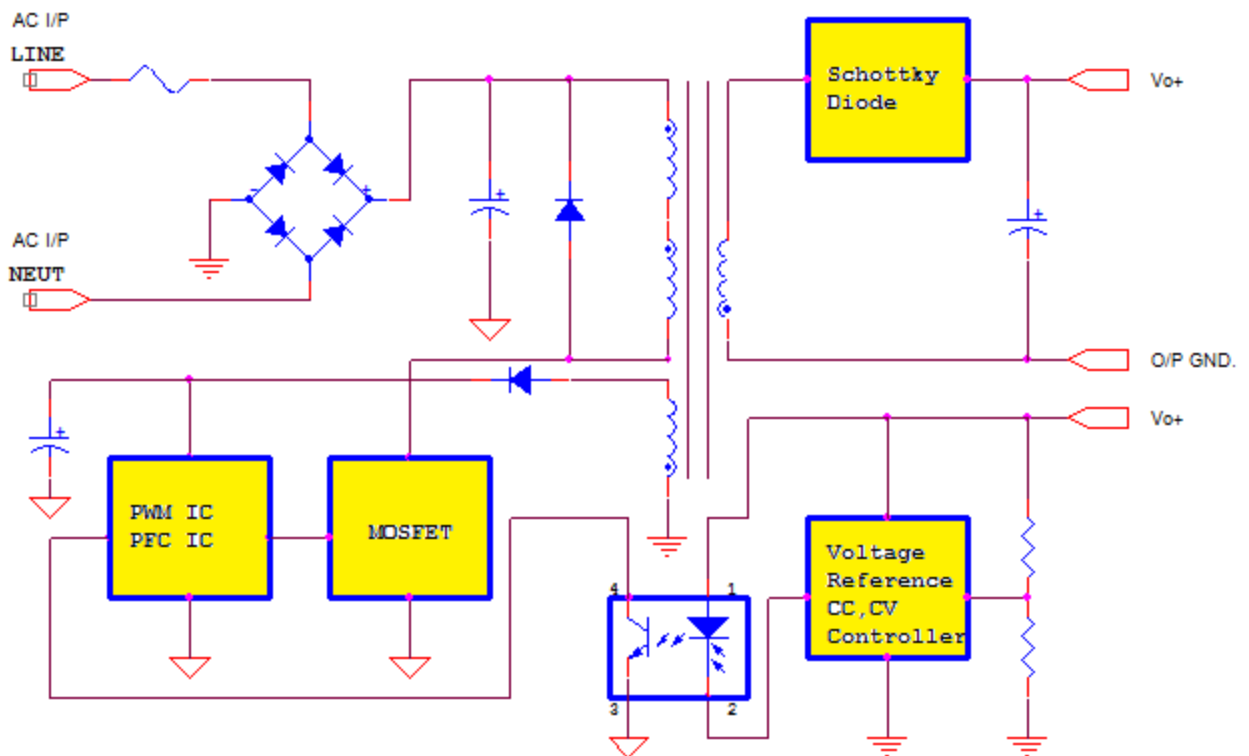 AC I/P
LINE
Schottky
Diode
Vo+
-
+
+
+
AC I/P
NEUT
O/P GND.
Vo+
+
PWM IC
PFC IC
MOSFET
Voltage
Reference
CC,CV
Controller
4
1
3
2